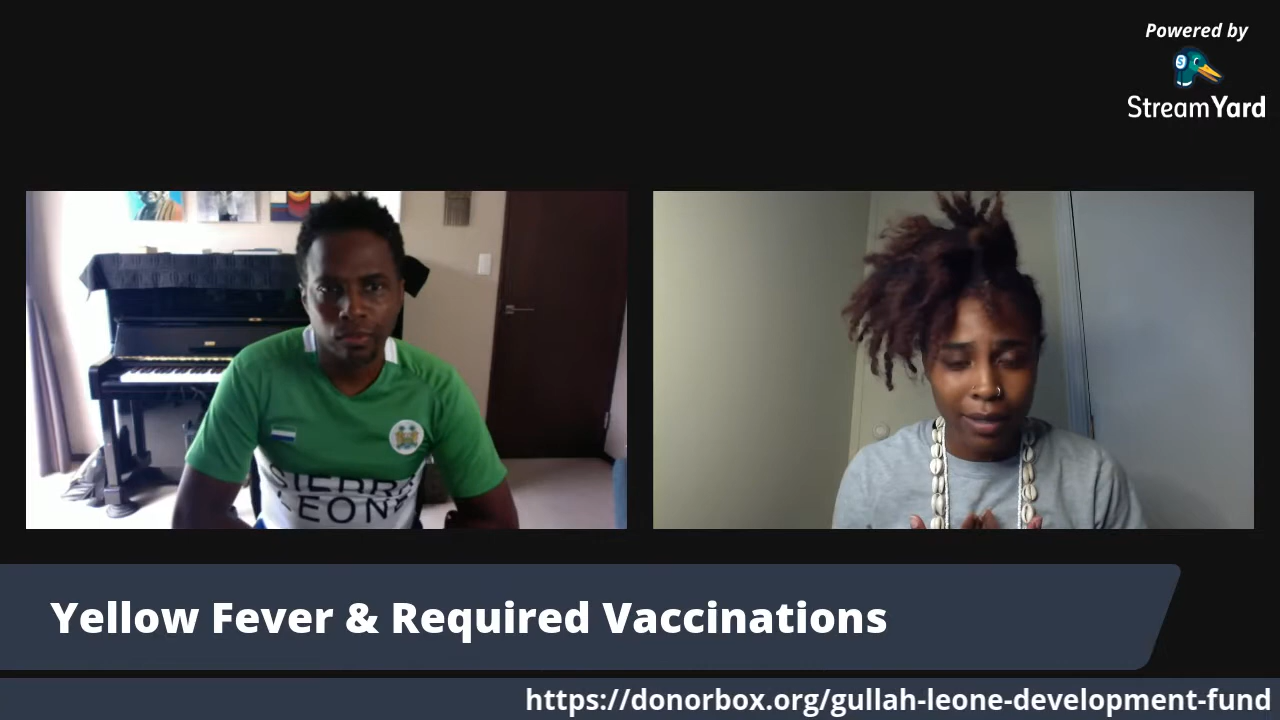 Powered by
StreamYard
SIERRA
LEONE
Yellow Fever & Required Vaccinations
https://donorbox.org/gullah-leone-development-fund